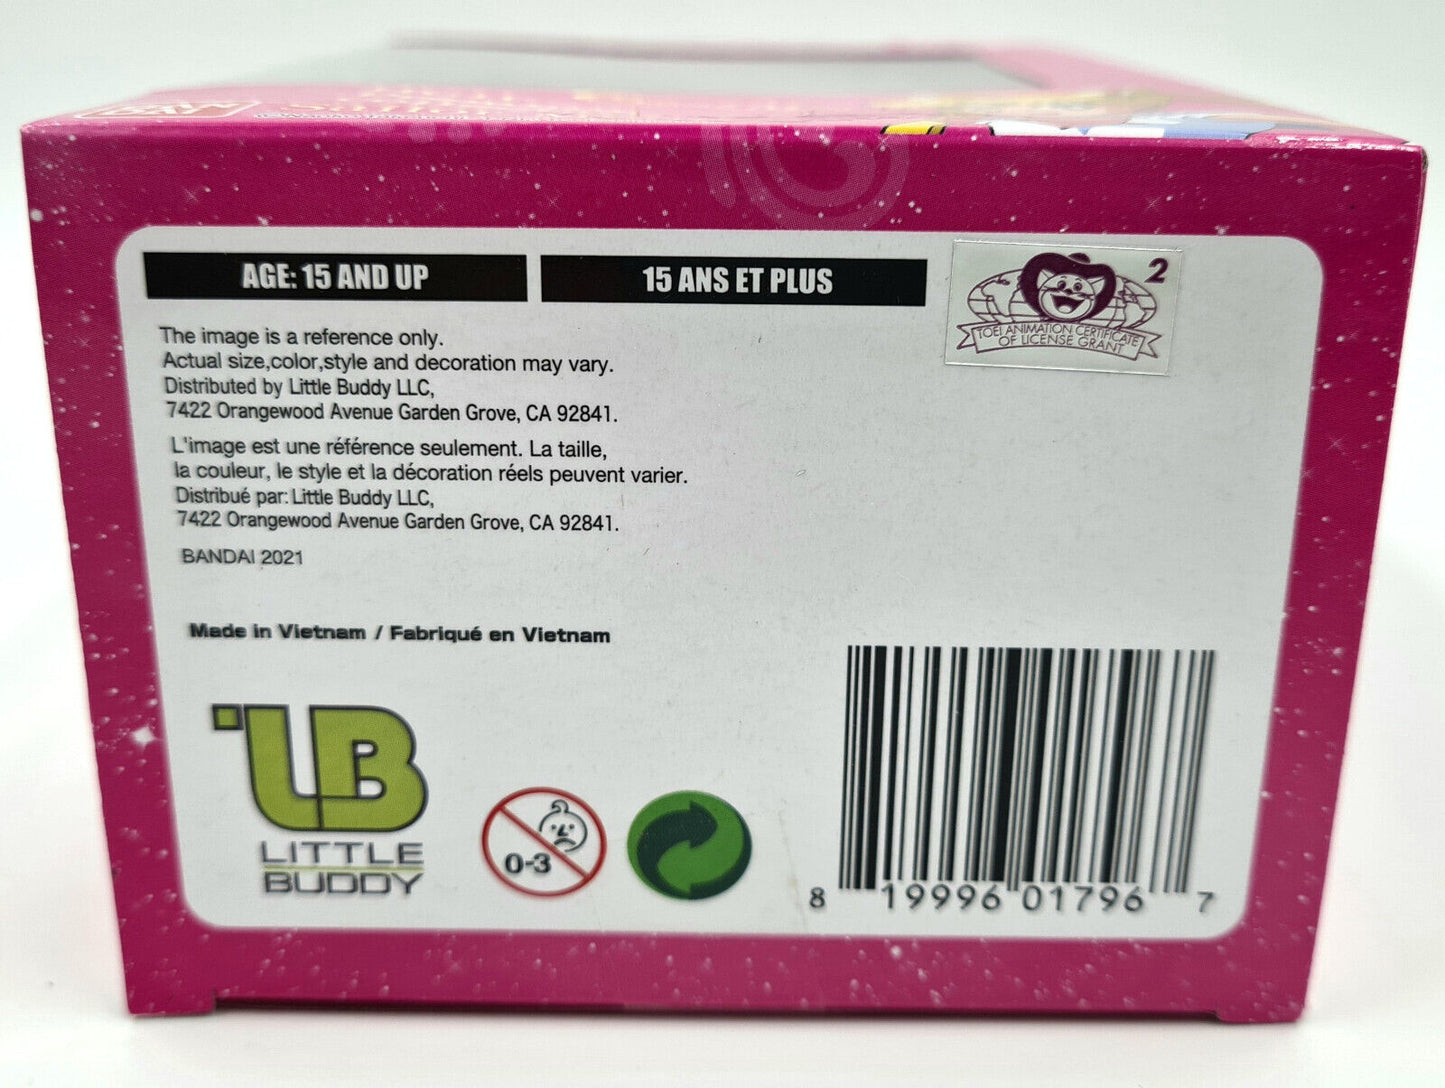 AGE: 15 AND UP
15 ANS ET PLUS
2
TOEI ANIMATION CERTIFICATE
OF LICENSE GRANT
The image is a reference only.
Actual size,color,style and decoration may vary.
Distributed by Little Buddy LLC,
7422 Orangewood Avenue Garden Grove, CA 92841.
L'image est une référence seulement. La taille,
la couleur, le style et la décoration réels peuvent varier.
Distribué par: Little Buddy LLC,
7422 Orangewood Avenue Garden Grove, CA 92841.
BANDAI 2021
Made in Vietnam / Fabriqué en Vietnam
LB
LITTLE
BUDDY
0-3
8 19996 01796 7